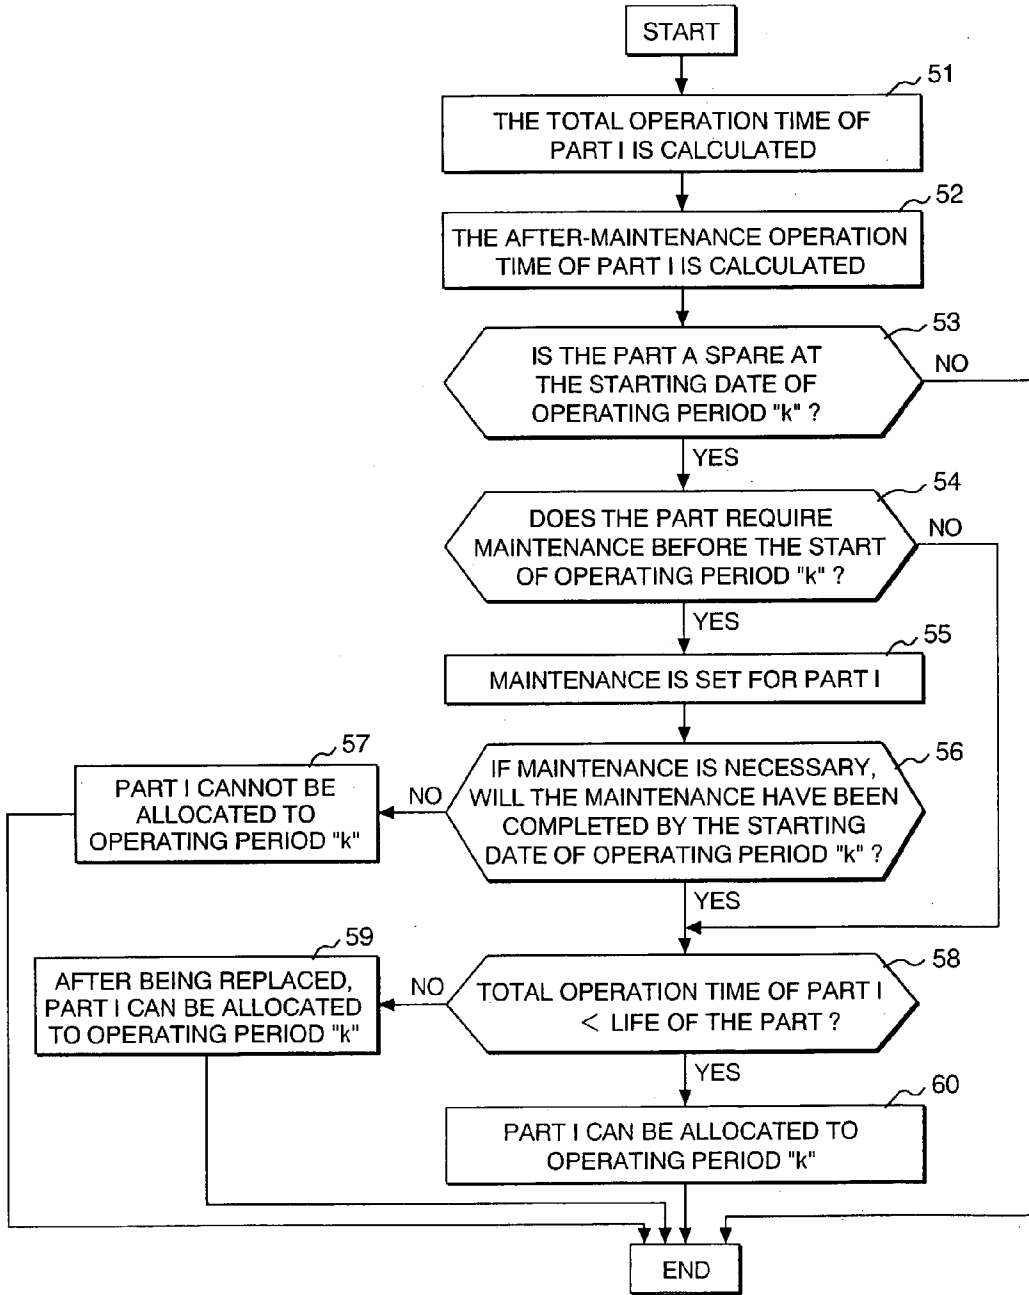 START
51
THE TOTAL OPERATION TIME OF
PART I IS CALCULATED
52
THE AFTER-MAINTENANCE OPERATION
TIME OF PART I IS CALCULATED
53
IS THE PART A SPARE AT
THE STARTING DATE OF
OPERATING PERIOD "k" ?
NO
YES
54
DOES THE PART REQUIRE
MAINTENANCE BEFORE THE START
OF OPERATING PERIOD "k" ?
NO
YES
55
MAINTENANCE IS SET FOR PART I
56
IF MAINTENANCE IS NECESSARY,
WILL THE MAINTENANCE HAVE BEEN
COMPLETED BY THE STARTING
DATE OF OPERATING PERIOD "k" ?
NO
57
PART I CANNOT BE
ALLOCATED TO
OPERATING PERIOD "k"
YES
58
TOTAL OPERATION TIME OF PART I
< LIFE OF THE PART ?
NO
59
AFTER BEING REPLACED,
PART I CAN BE ALLOCATED
TO OPERATING PERIOD "k"
YES
60
PART I CAN BE ALLOCATED TO
OPERATING PERIOD "k"
END